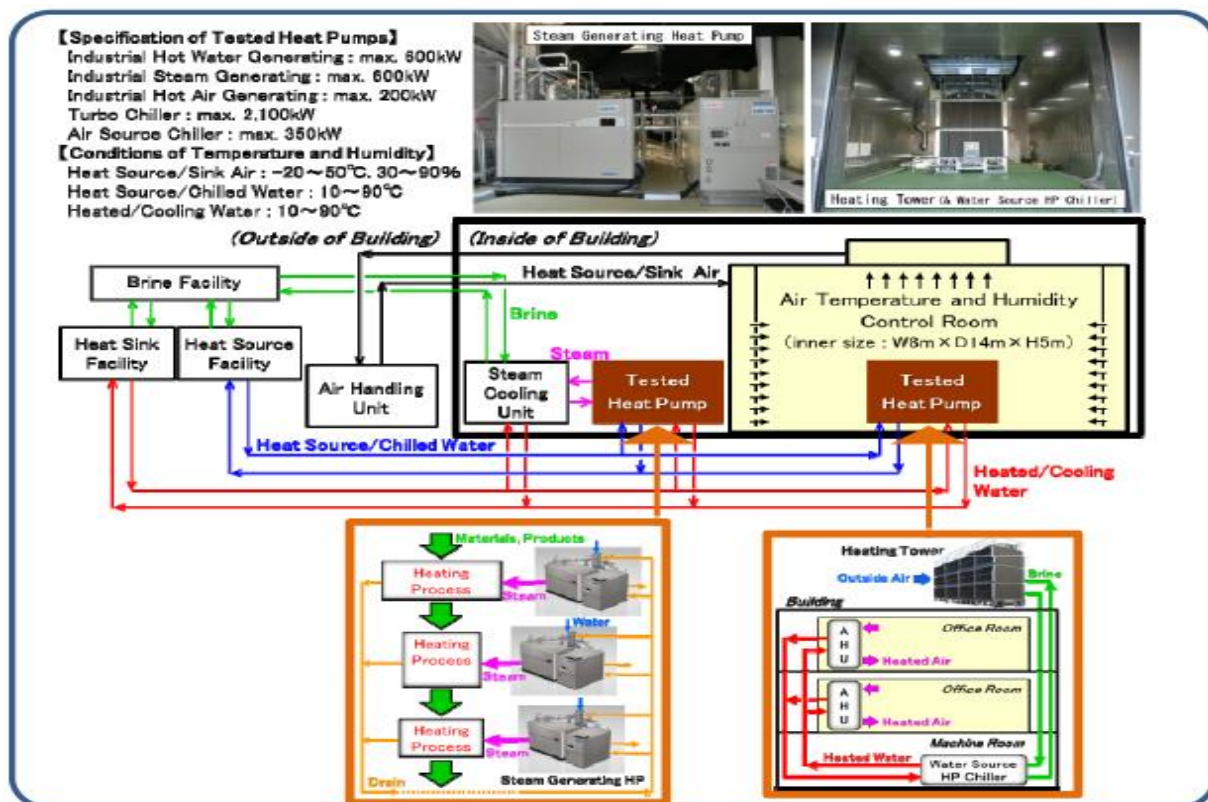 【Specification of Tested Heat Pumps】
Industrial Hot Water Generating : max. 600kW
Industrial Steam Generating : max. 600kW
Industrial Hot Air Generating : max. 200kW
Turbo Chiller : max. 2,100kW
Air Source Chiller : max. 350kW
【Conditions of Temperature and Humidity】
Heat Source/Sink Air : -20~50℃. 30~90%
Heat Source/Chilled Water : 10~90℃
Heated/Cooling Water : 10~90℃
Steam Generating Heat Pump
Heating Tower(& Water Source HP Chiller)
(Outside of Building)
(Inside of Building)
Brine Facility
Heat Source/Sink Air
Brine
Heat Sink
Facility
Heat Source
Facility
Air Handling
Unit
Steam
Cooling
Unit
Steam
Tested
Heat Pump
Air Temperature and Humidity
Control Room
(inner size : W8m×D14m×H5m)
Tested
Heat Pump
Heat Source/Chilled Water
Heated/Cooling
Water
Materials, Products
Heating
Process
Steam
Water
Heating
Process
Steam
Heating
Process
Steam
Drain
Steam Generating HP
Heating Tower
Outside Air
Brine
Building
Office Room
A
H
U
Heated Air
Office Room
A
H
U
Heated Air
Machine Room
Heated Water
Water Source
HP Chiller